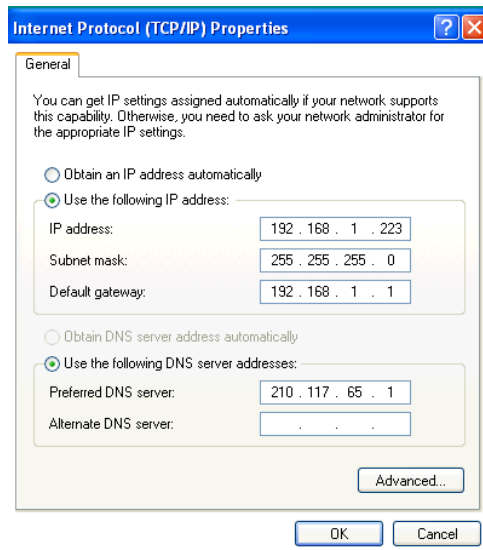 Internet Protocol (TCP/IP) Properties
General
You can get IP settings assigned automatically if your network supports
this capability. Otherwise, you need to ask your network administrator for
the appropriate IP settings.
Obtain an IP address automatically
Use the following IP address:
IP address: 192 . 168 . 1 . 223
Subnet mask: 255 . 255 . 255 . 0
Default gateway: 192 . 168 . 1 . 1
Obtain DNS server address automatically
Use the following DNS server addresses:
Preferred DNS server: 210 . 117 . 65 . 1
Alternate DNS server: . . .
Advanced...
OK Cancel